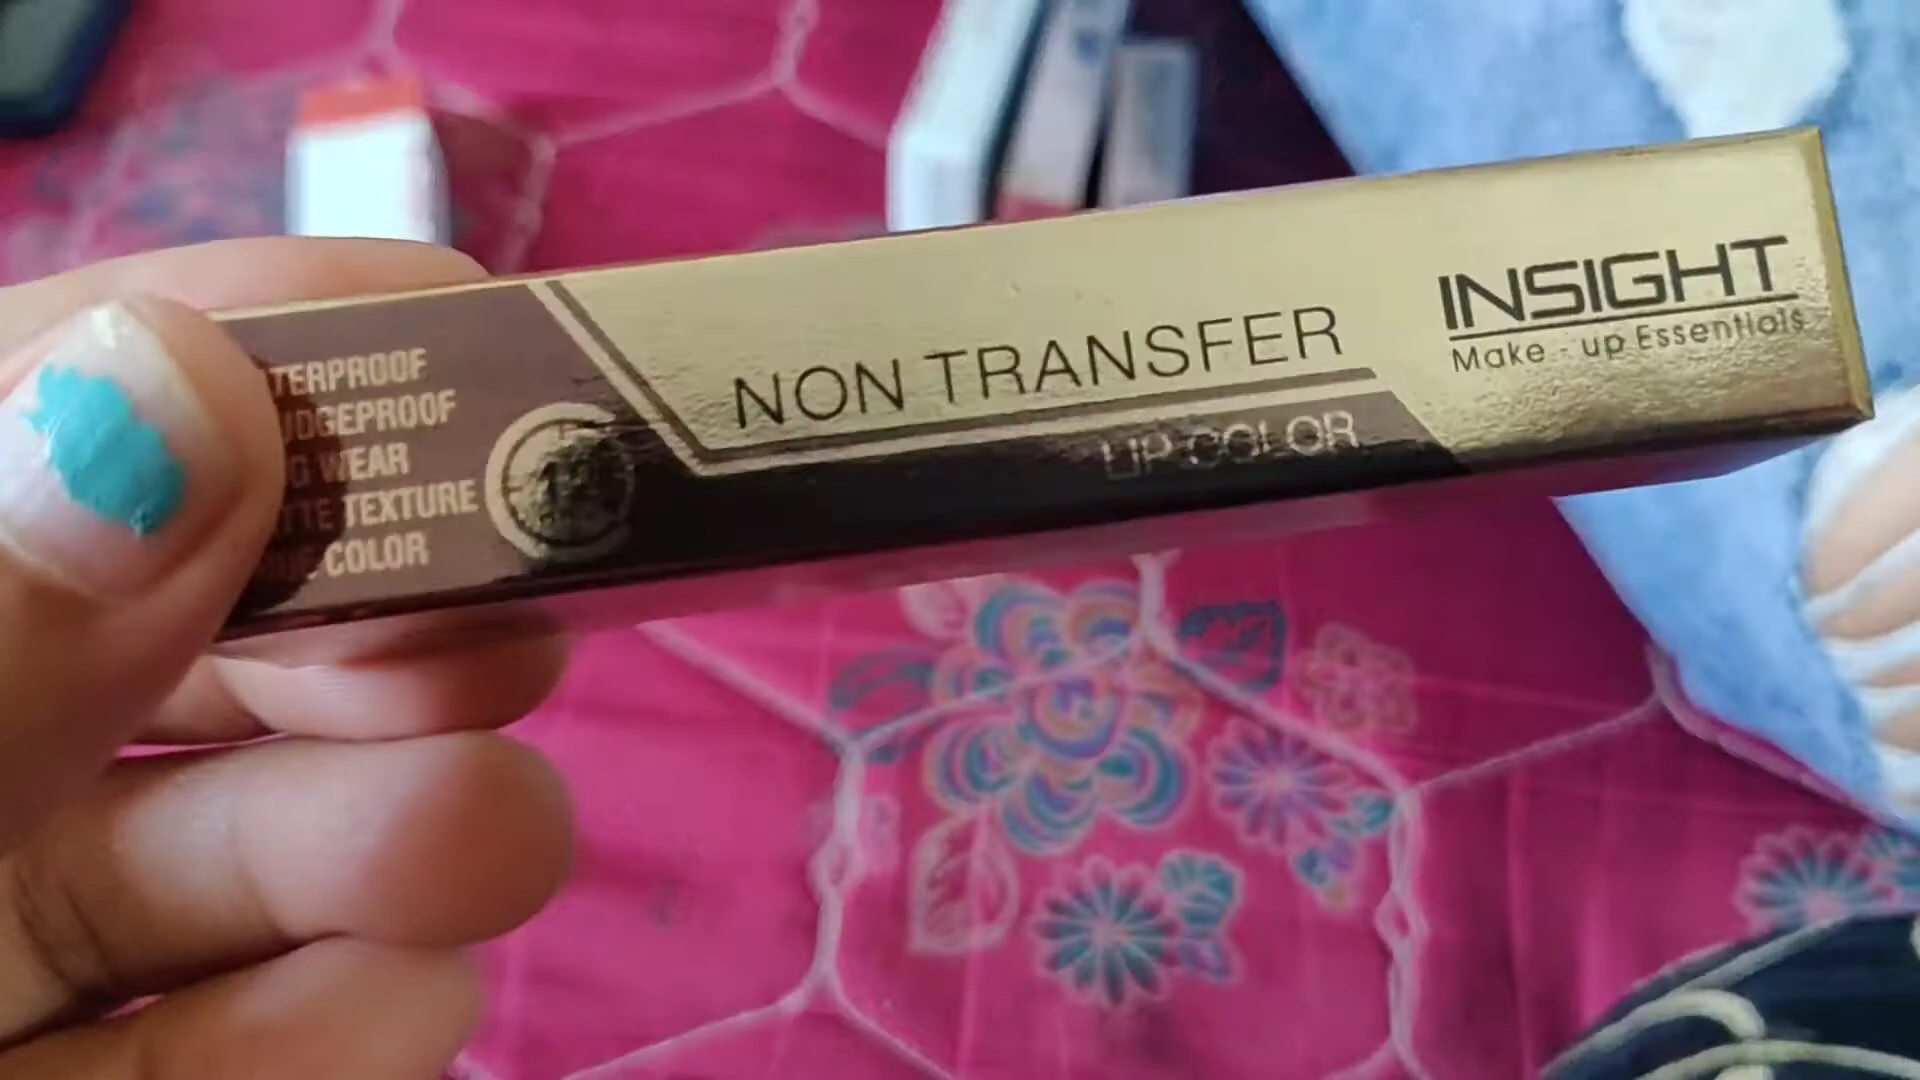 TERPROOF
UDGEPROOF
G WEAR
TTE TEXTURE
COLOR
NON TRANSFER
LIP COLOR
INSIGHT
Make-up Essentials